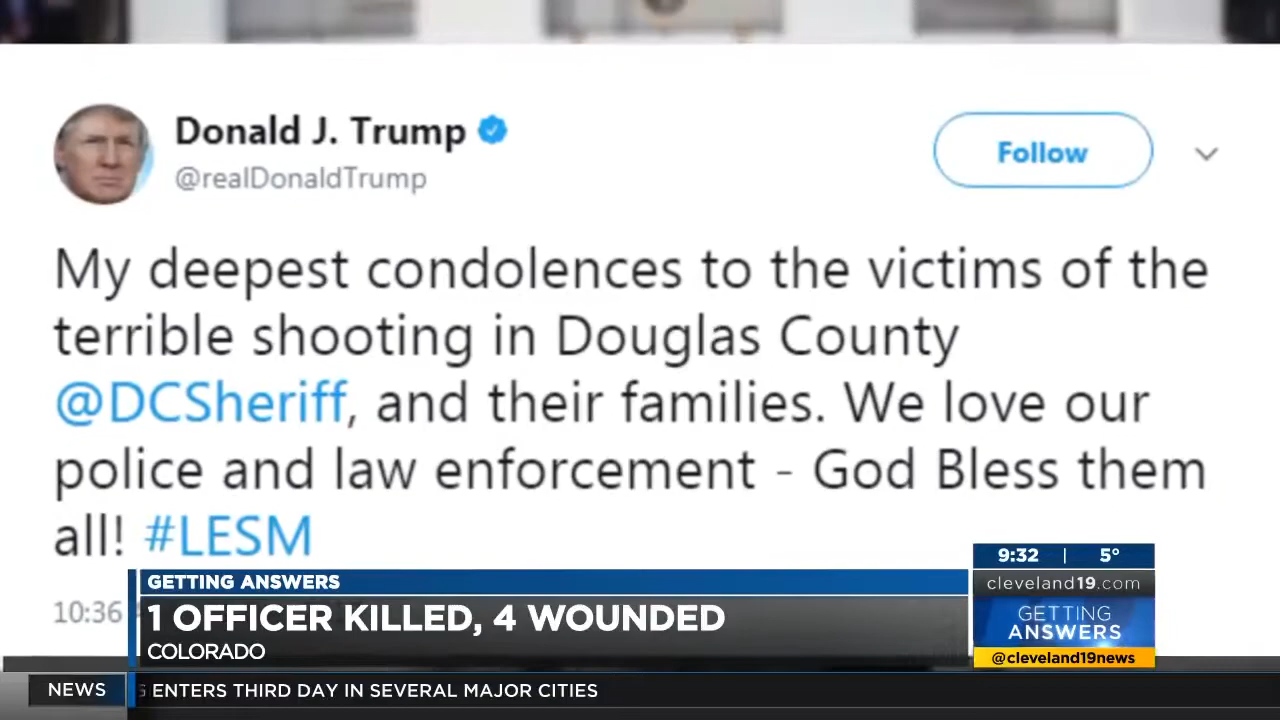 Donald J. Trump
@realDonaldTrump
Follow
My deepest condolences to the victims of the
terrible shooting in Douglas County
@DCSheriff, and their families. We love our
police and law enforcement - God Bless them
all! #LESM
10:36
GETTING ANSWERS
1 OFFICER KILLED, 4 WOUNDED
COLORADO
9:32 | 5°
cleveland19.com
GETTING
ANSWERS
@cleveland19news
NEWS
ENTERS THIRD DAY IN SEVERAL MAJOR CITIES